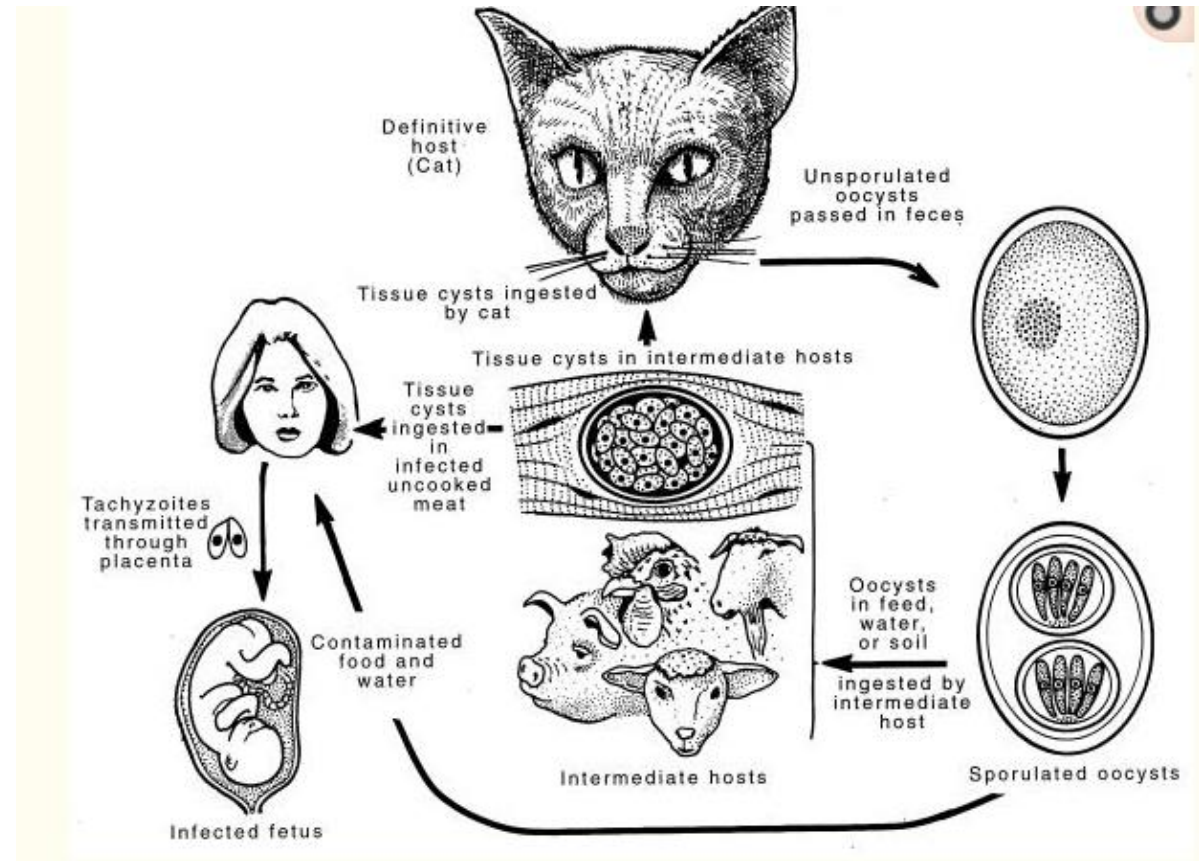 Definitive
host
(Cat)
Unsporulated
oocysts
passed in feces
Tissue cysts ingested
by cat
Tissue cysts in intermediate hosts
Tissue
cysts
ingested
in
infected
uncooked
meat
Tachyzoites
transmitted
through
placenta
Oocysts
in feed,
water,
or soil
ingested by
intermediate
host
Contaminated
food and
water
Intermediate hosts
Sporulated oocysts
Infected fetus